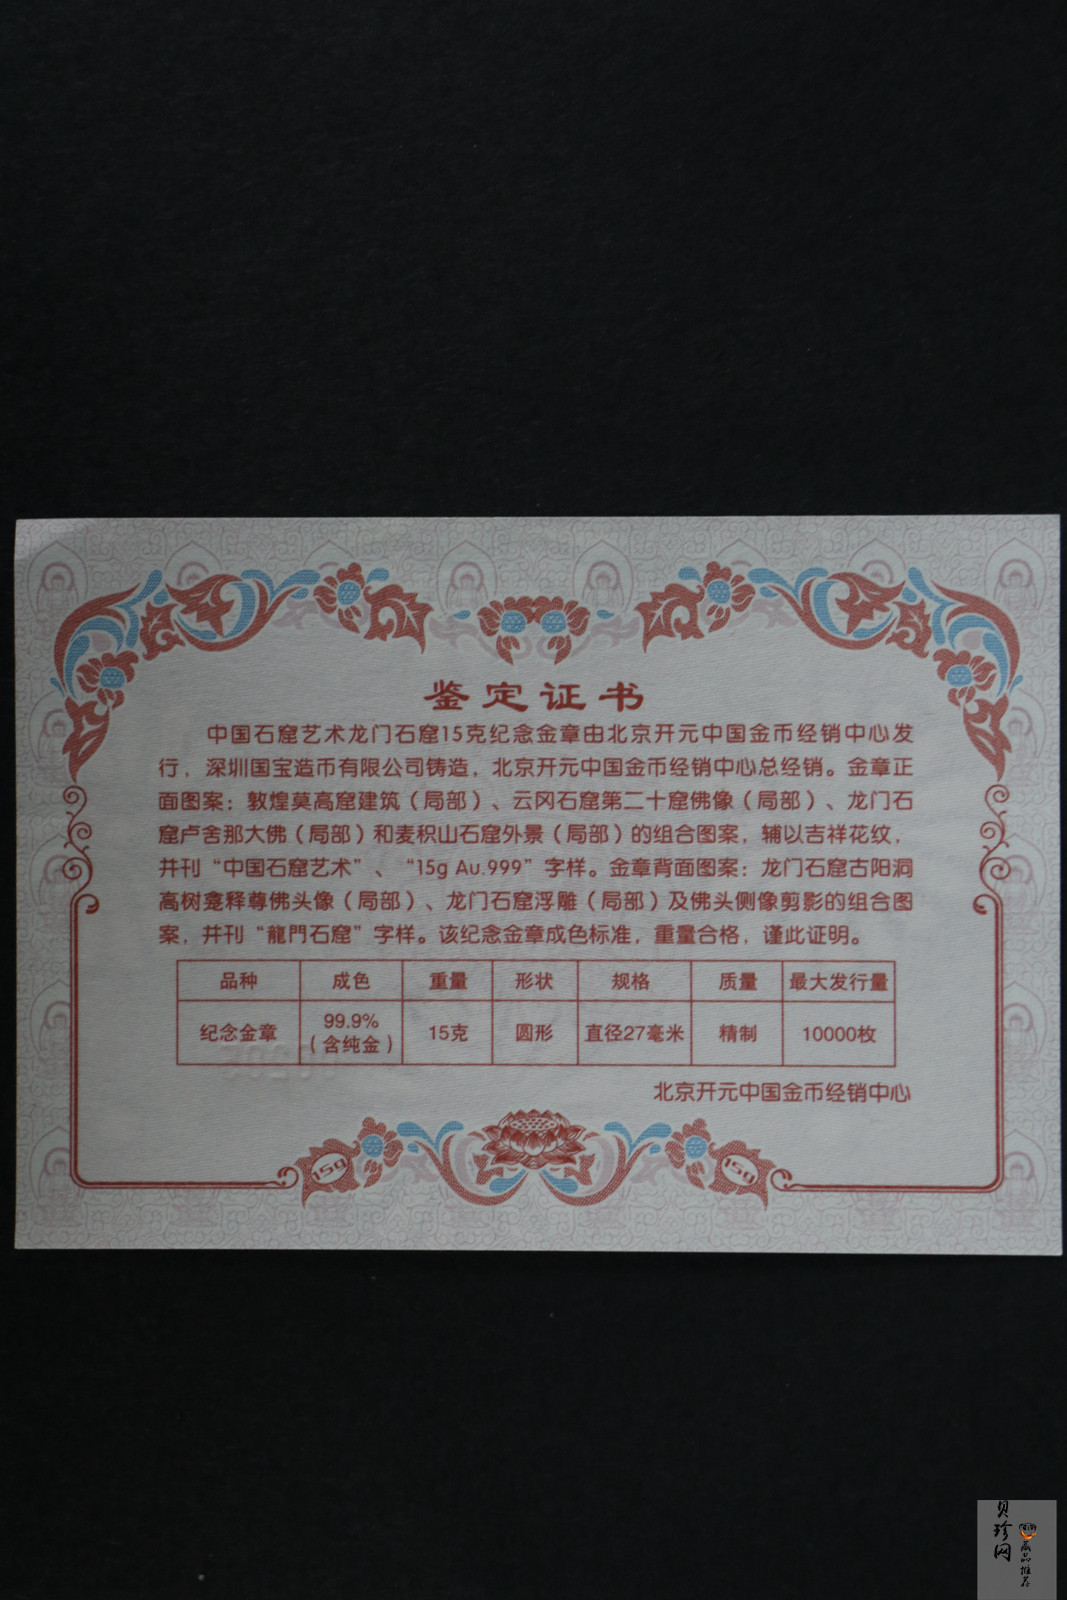 鉴定证书
中国石窟艺术龙门石窟15克纪念金章由北京开元中国金币经销中心发
行，深圳国宝造币有限公司铸造，北京开元中国金币经销中心总经销。金章正
面图案：敦煌莫高窟建筑（局部）、云冈石窟第二十窟佛像（局部）、龙门石
窟卢舍那大佛（局部）和麦积山石窟外景（局部）的组合图案，辅以吉祥花纹，
并刊“中国石窟艺术”、“15g Au.999”字样。金章背面图案：龙门石窟古阳洞
高树龛释尊佛头像（局部）、龙门石窟浮雕（局部）及佛头侧像剪影的组合图
案，并刊“龍門石窟”字样。该纪念金章成色标准，重量合格，谨此证明。
品种 成色 重量 形状 规格 质量 最大发行量
纪念金章 99.9%（含纯金） 15克 圆形 直径27毫米 精制 10000枚
北京开元中国金币经销中心
15g 15g
贝珍网
藏品推荐